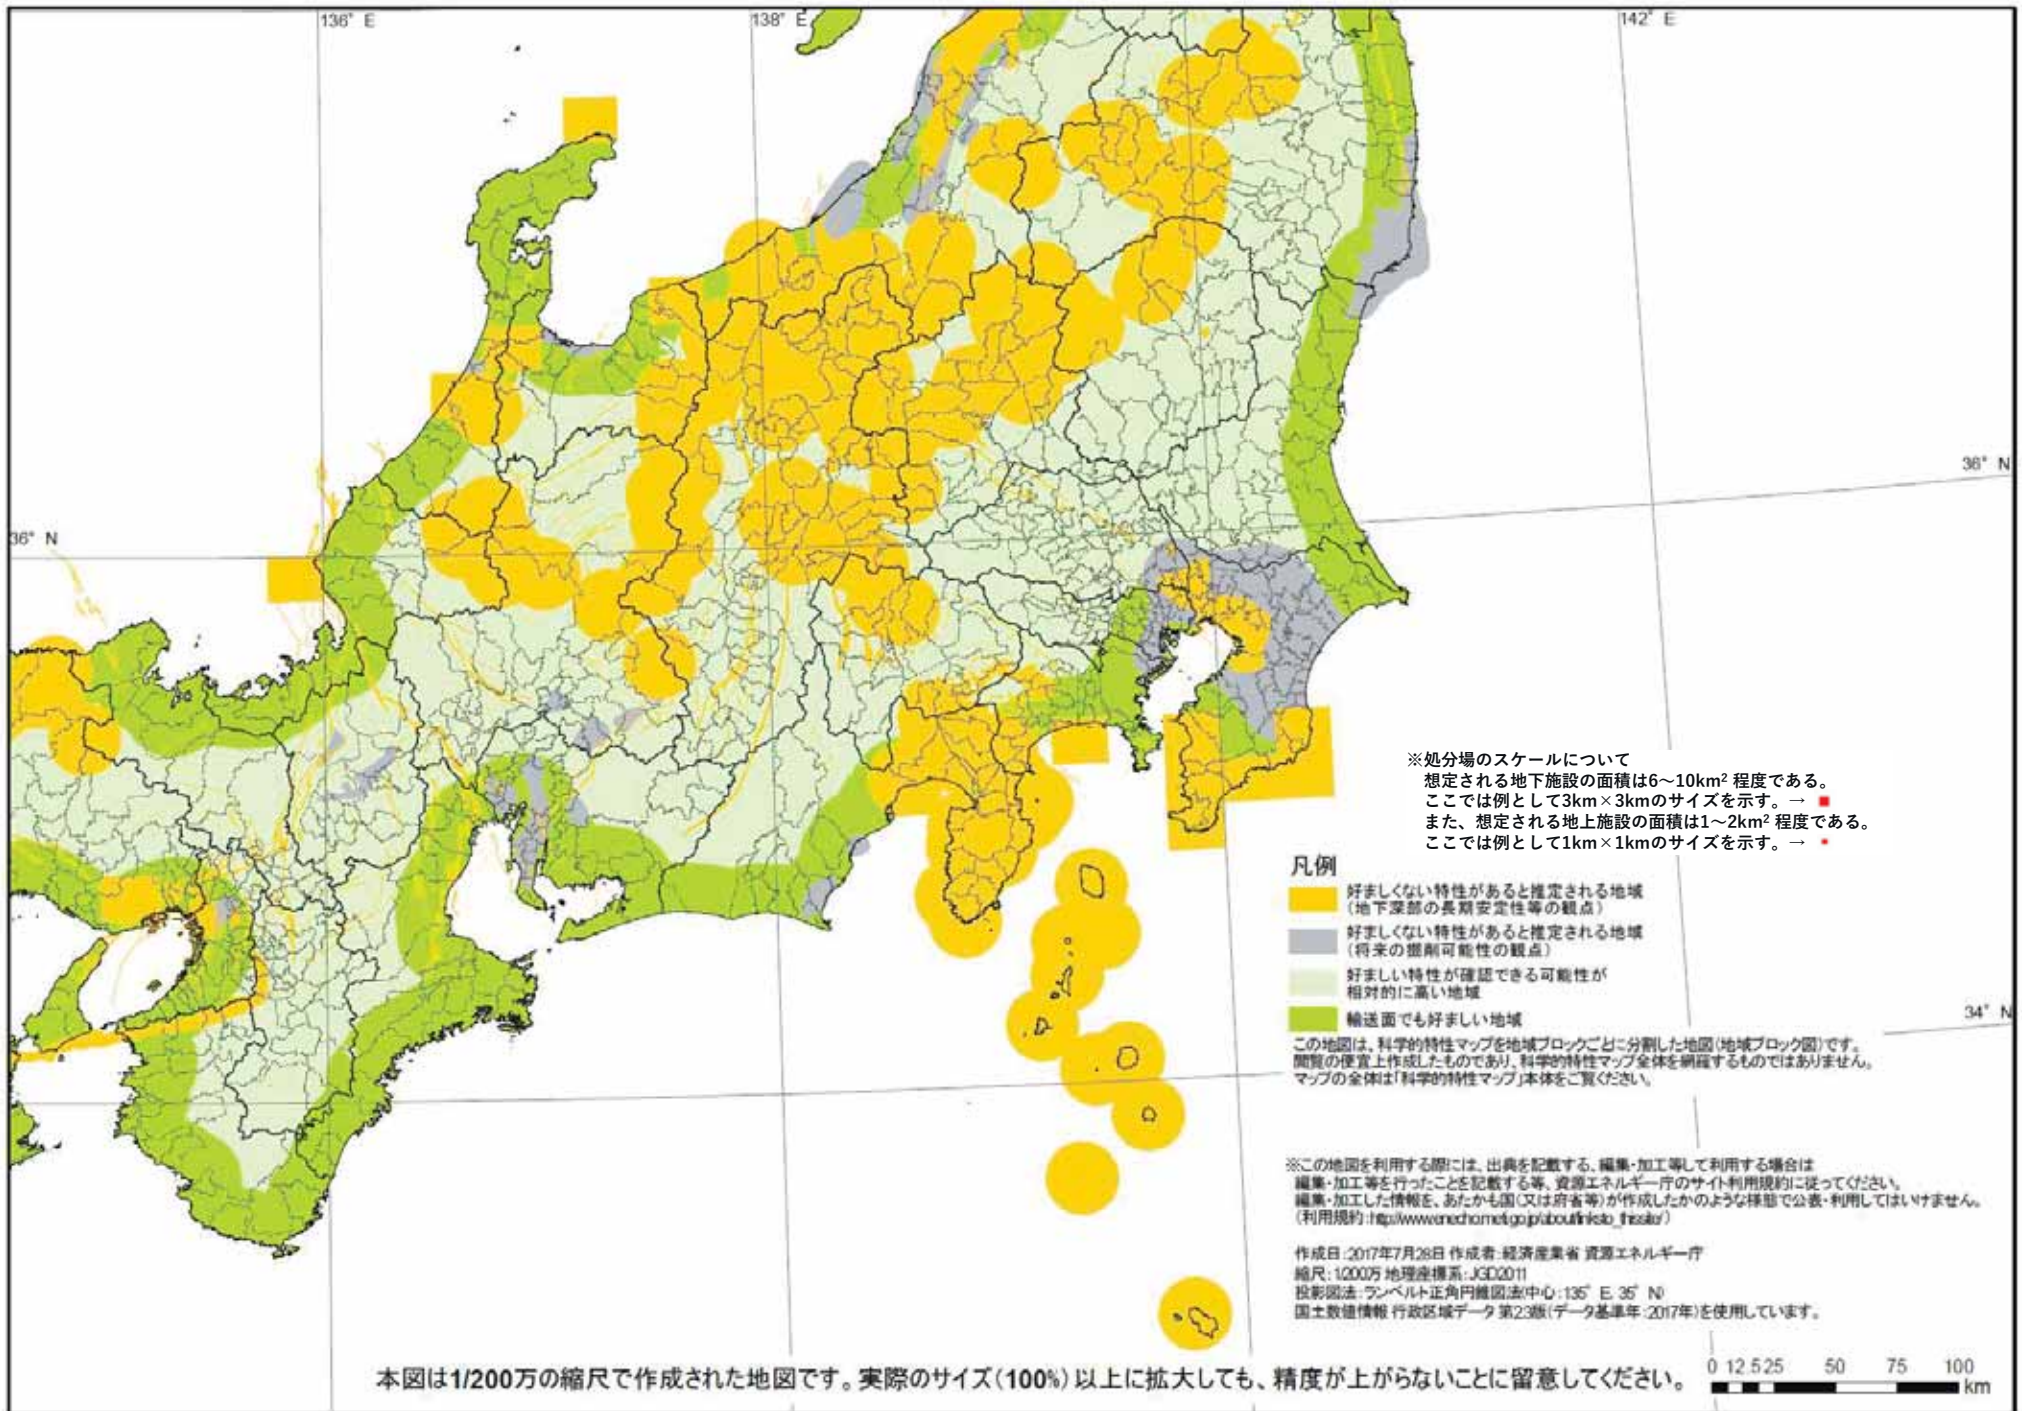 136° E
138° E
142° E
36° N
36° N
※処分場のスケールについて
想定される地下施設の面積は6～10km² 程度である。
ここでは例として3km×3kmのサイズを示す。→
また、想定される地上施設の面積は1～2km² 程度である。
ここでは例として1km×1kmのサイズを示す。→
凡例
好ましくない特性があると推定される地域
(地下深部の長期安定性等の観点)
好ましくない特性があると推定される地域
(将来の掘削可能性の観点)
好ましい特性が確認できる可能性が
相対的に高い地域
輸送面でも好ましい地域
34° N
この地図は、科学的特性マップを地域ブロックごとに分割した地図(地域ブロック図)です。
閲覧の便宜上作成したものであり、科学的特性マップ全体を網羅するものではありません。
マップの全体は「科学的特性マップ」本体をご覧ください。
※この地図を利用する際には、出典を記載する、編集・加工等して利用する場合は
編集・加工等を行ったことを記載する等、資源エネルギー庁のサイト利用規約に従ってください。
編集・加工した情報を、あたかも国(又は府省等)が作成したかのような様態で公表・利用してはいけません。
(利用規約:
作成日:2017年7月28日 作成者:経済産業省 資源エネルギー庁
縮尺:1/200万 地理座標系:JGD2011
投影図法:ランベルト正角円錐図法(中心:135° E, 35° N)
国土数値情報 行政区域データ 第2.3版(データ基準年:2017年)を使用しています。
本図は1/200万の縮尺で作成された地図です。実際のサイズ(100%)以上に拡大しても、精度が上がらないことに留意してください。
0 12.5 25 50 75 100
km